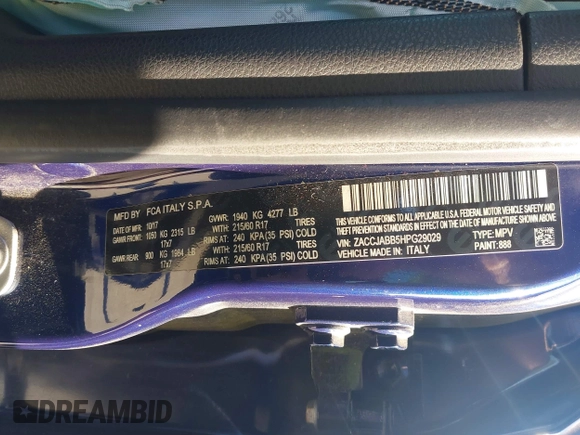 MFD BY FCA ITALY S.P.A.
DATE OF MFR 10/17 GVWR: 1940 KG 4277 LB
GAWR FRONT: 1050 KG 2315 LB WITH: 215/60 R17 TIRES
17x7 RIMS AT: 240 KPA (35 PSI) COLD
GAWR REAR: 900 KG 1984 LB WITH: 215/60 R17 TIRES
17x7 RIMS AT: 240 KPA (35 PSI) COLD
THIS VEHICLE CONFORMS TO ALL APPLICABLE
U.S.A. FEDERAL MOTOR VEHICLE SAFETY, BUMPER AND
THEFT PREVENTION STANDARDS IN EFFECT ON
THE DATE OF MANUFACTURE SHOWN ABOVE
VIN: ZACCJABB5HPG29029 TYPE: MPV
VEHICLE MADE IN: ITALY PAINT: 888
DREAMBID